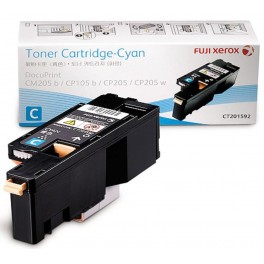 Toner Cartridge-Cyan
FUJI XEROX
DocuPrint
CM205 b / CP105 b / CP205 / CP205 w
C
CT201592
C